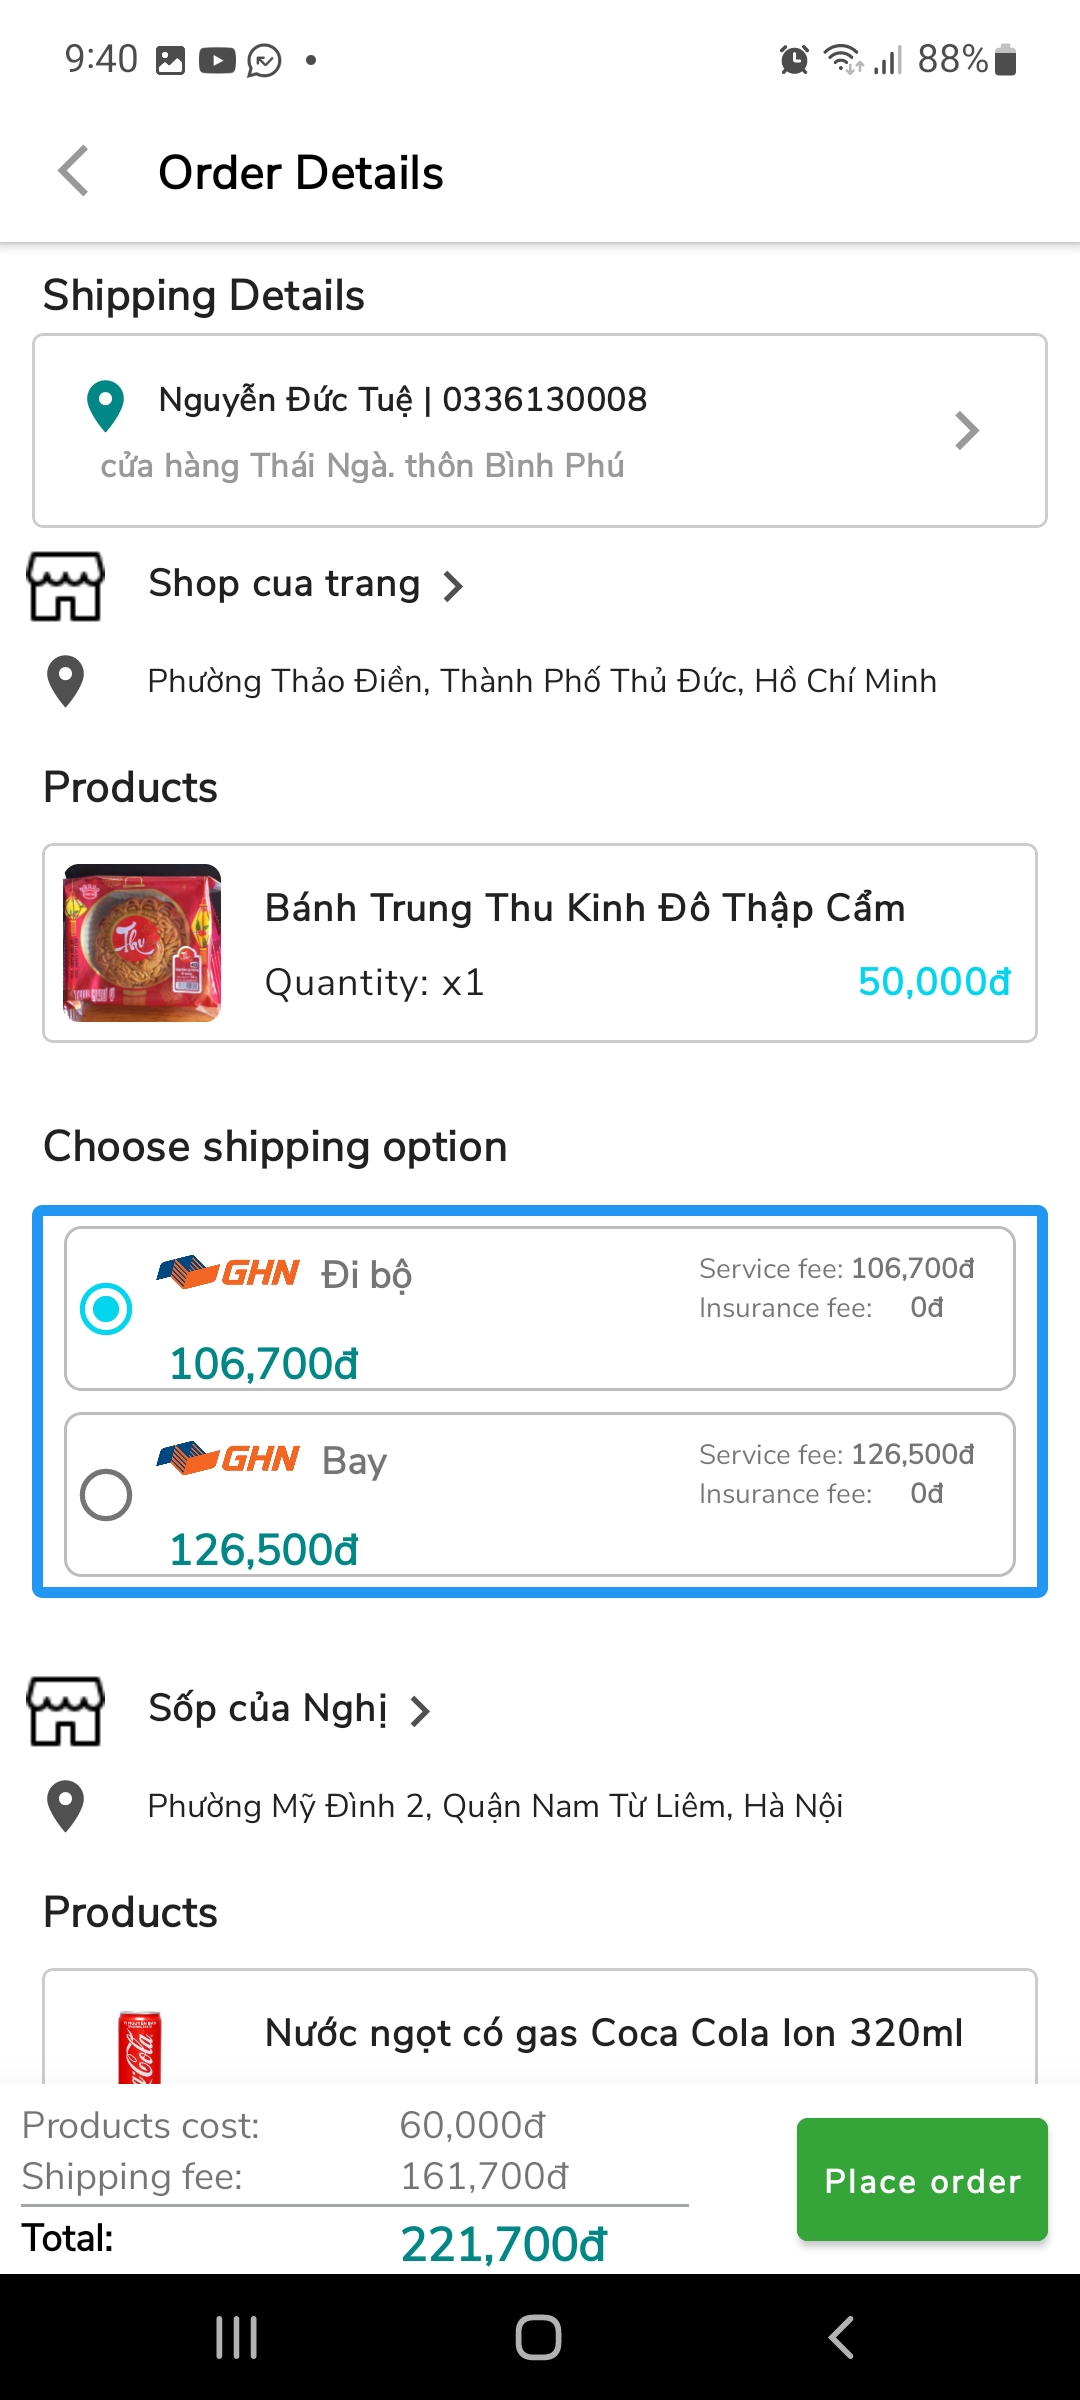 9:40
88%
Order Details
Shipping Details
Nguyễn Đức Tuệ | 0336130008
cửa hàng Thái Ngà. thôn Bình Phú
Shop cua trang
Phường Thảo Điền, Thành Phố Thủ Đức, Hồ Chí Minh
Products
Thu
Bánh Trung Thu Kinh Đô Thập Cẩm
Quantity: x1
50,000đ
Choose shipping option
GHN Đi bộ
Service fee: 106,700đ
Insurance fee: 0đ
106,700đ
GHN Bay
Service fee: 126,500đ
Insurance fee: 0đ
126,500đ
Sốp của Nghị
Phường Mỹ Đình 2, Quận Nam Từ Liêm, Hà Nội
Products
Nước ngọt có gas Coca Cola lon 320ml
Products cost: 60,000đ
Shipping fee: 161,700đ
Total: 221,700đ
Place order